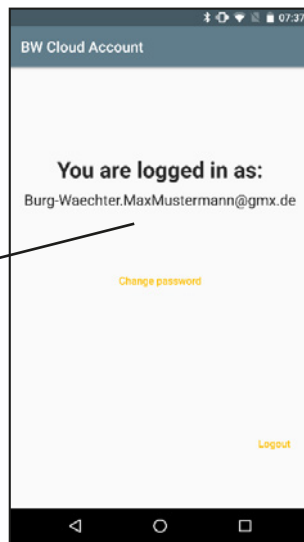 07:37
BW Cloud Account
You are logged in as:
Burg-Waechter.MaxMustermann@gmx.de
Change password
Logout